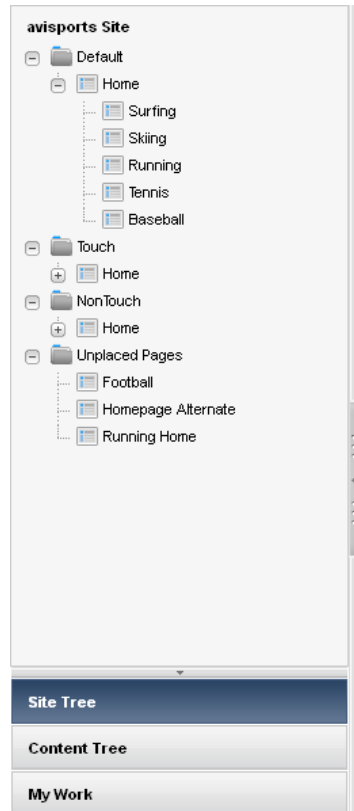 avisports Site
Default
Home
Surfing
Skiing
Running
Tennis
Baseball
Touch
Home
NonTouch
Home
Unplaced Pages
Football
Homepage Alternate
Running Home
Site Tree
Content Tree
My Work